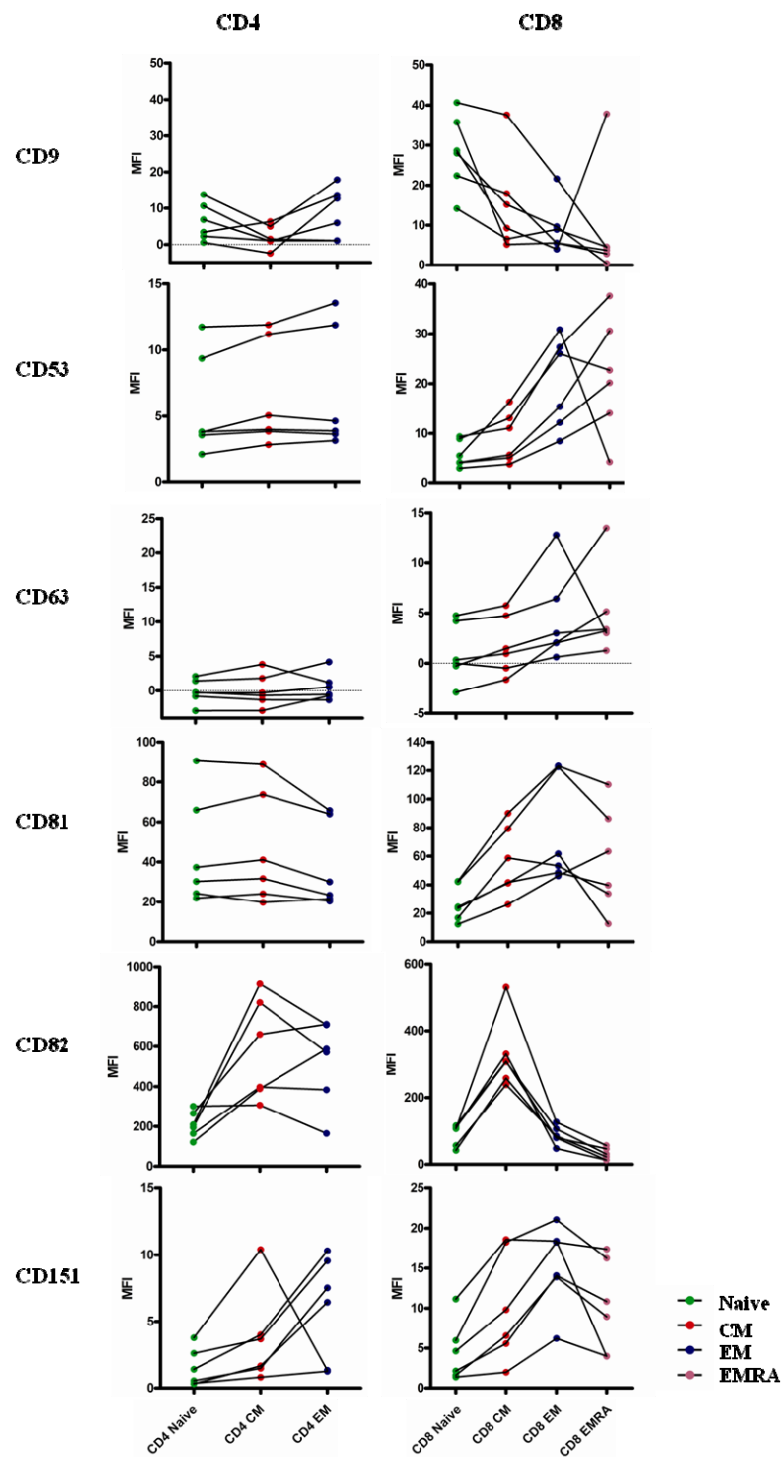 CD4 CD8
CD9
MFI
50
40
30
20
10
0
MFI
50
40
30
20
10
0
CD53
MFI
15
10
5
0
MFI
40
30
20
10
0
CD63
MFI
25
20
15
10
5
0
MFI
15
10
5
0
-5
CD81
MFI
100
80
60
40
20
0
MFI
140
120
100
80
60
40
20
0
CD82
MFI
1000
800
600
400
200
0
MFI
600
400
200
0
CD151
MFI
15
10
5
0
MFI
25
20
15
10
5
0
CD4 Naive
CD4 CM
CD4 EM
CD8 Naive
CD8 CM
CD8 EM
CD8 EMRA
Naive
CM
EM
EMRA